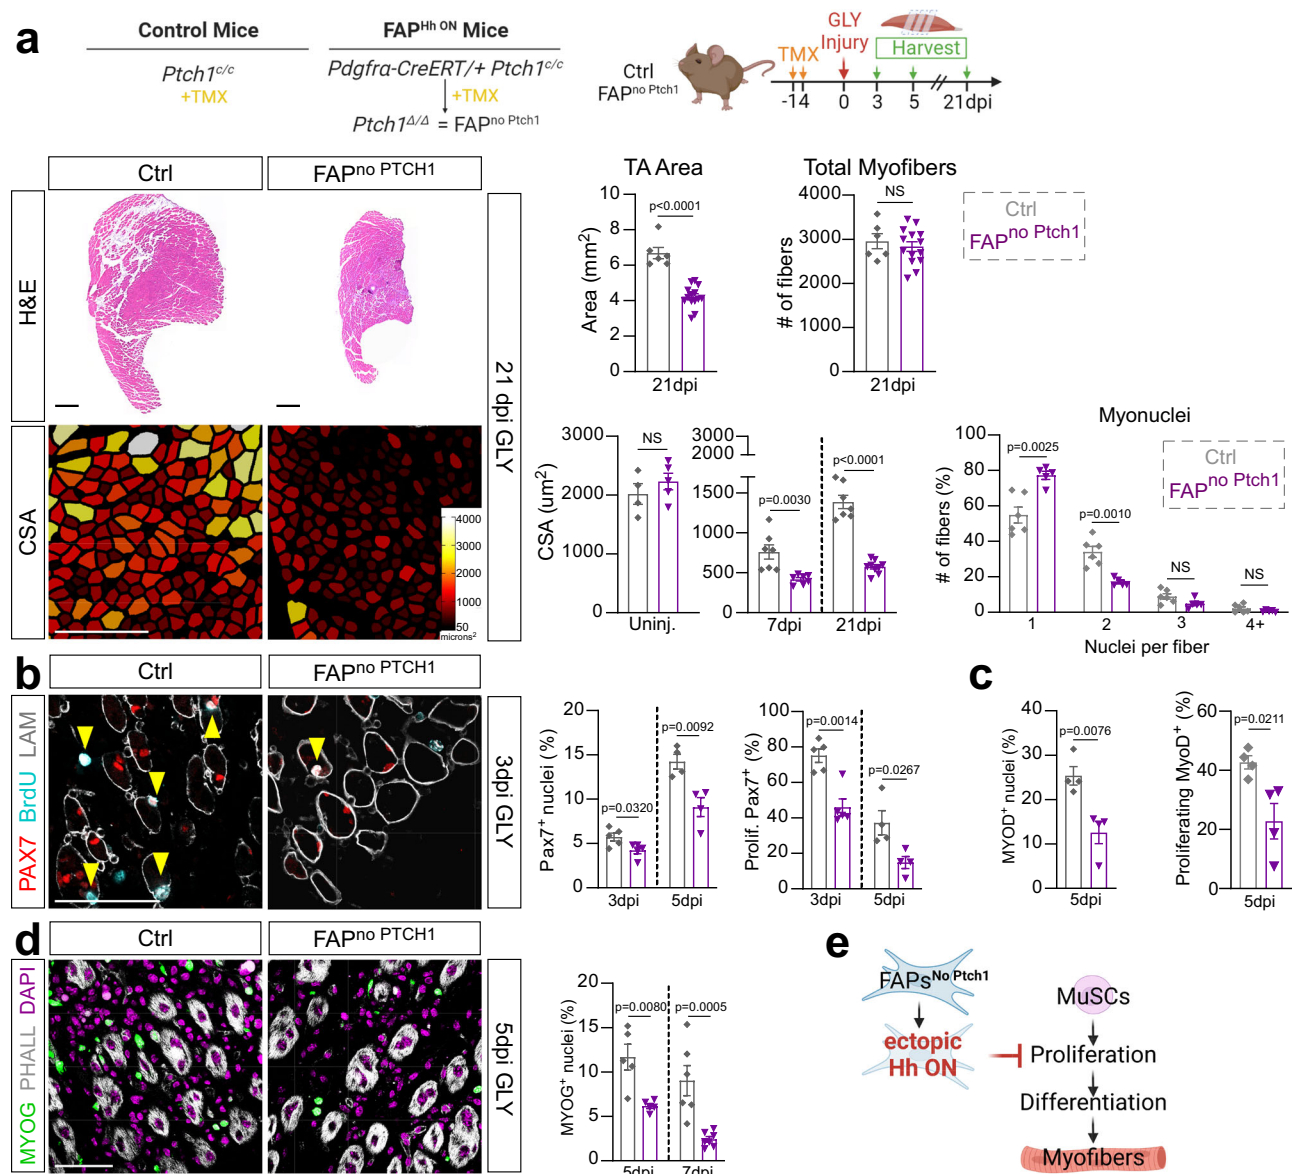 a
Control Mice
Ptch1c/c
+TMX
FAPHh ON Mice
Pdgfrα-CreERT/+ Ptch1c/c
+TMX
Ptch1Δ/Δ = FAPno Ptch1
Ctrl
FAPno Ptch1
TMX
GLY
Injury
Harvest
-14
0
3
5
21dpi
Ctrl
FAPno PTCH1
H&E
CSA
21 dpi GLY
4000
3000
2000
1000
50
microns2
TA Area
Area (mm2)
10
8
6
4
2
0
p<0.0001
21dpi
Total Myofibers
# of fibers
4000
3000
2000
1000
0
NS
21dpi
Ctrl
FAPno Ptch1
CSA (um2)
3000
2000
1000
0
NS
Uninj.
3000
2000
1500
1000
500
0
p=0.0030
p<0.0001
7dpi
21dpi
Myonuclei
# of fibers (%)
100
80
60
40
20
0
p=0.0025
p=0.0010
NS
NS
Ctrl
FAPno Ptch1
1
2
3
4+
Nuclei per fiber
b
Ctrl
FAPno PTCH1
PAX7 BrdU LAM
3dpi GLY
Pax7+ nuclei (%)
20
15
10
5
0
p=0.0320
p=0.0092
3dpi
5dpi
Prolif. Pax7+ (%)
100
80
60
40
20
0
p=0.0014
p=0.0267
3dpi
5dpi
c
MYOD+ nuclei (%)
40
30
20
10
0
p=0.0076
5dpi
Proliferating MyoD+ (%)
60
40
20
0
p=0.0211
5dpi
d
Ctrl
FAPno PTCH1
MYOG PHALL DAPI
5dpi GLY
MYOG+ nuclei (%)
20
15
10
5
0
p=0.0080
p=0.0005
5dpi
7dpi
e
FAPsNo Ptch1
ectopic
Hh ON
MuSCs
Proliferation
Differentiation
Myofibers